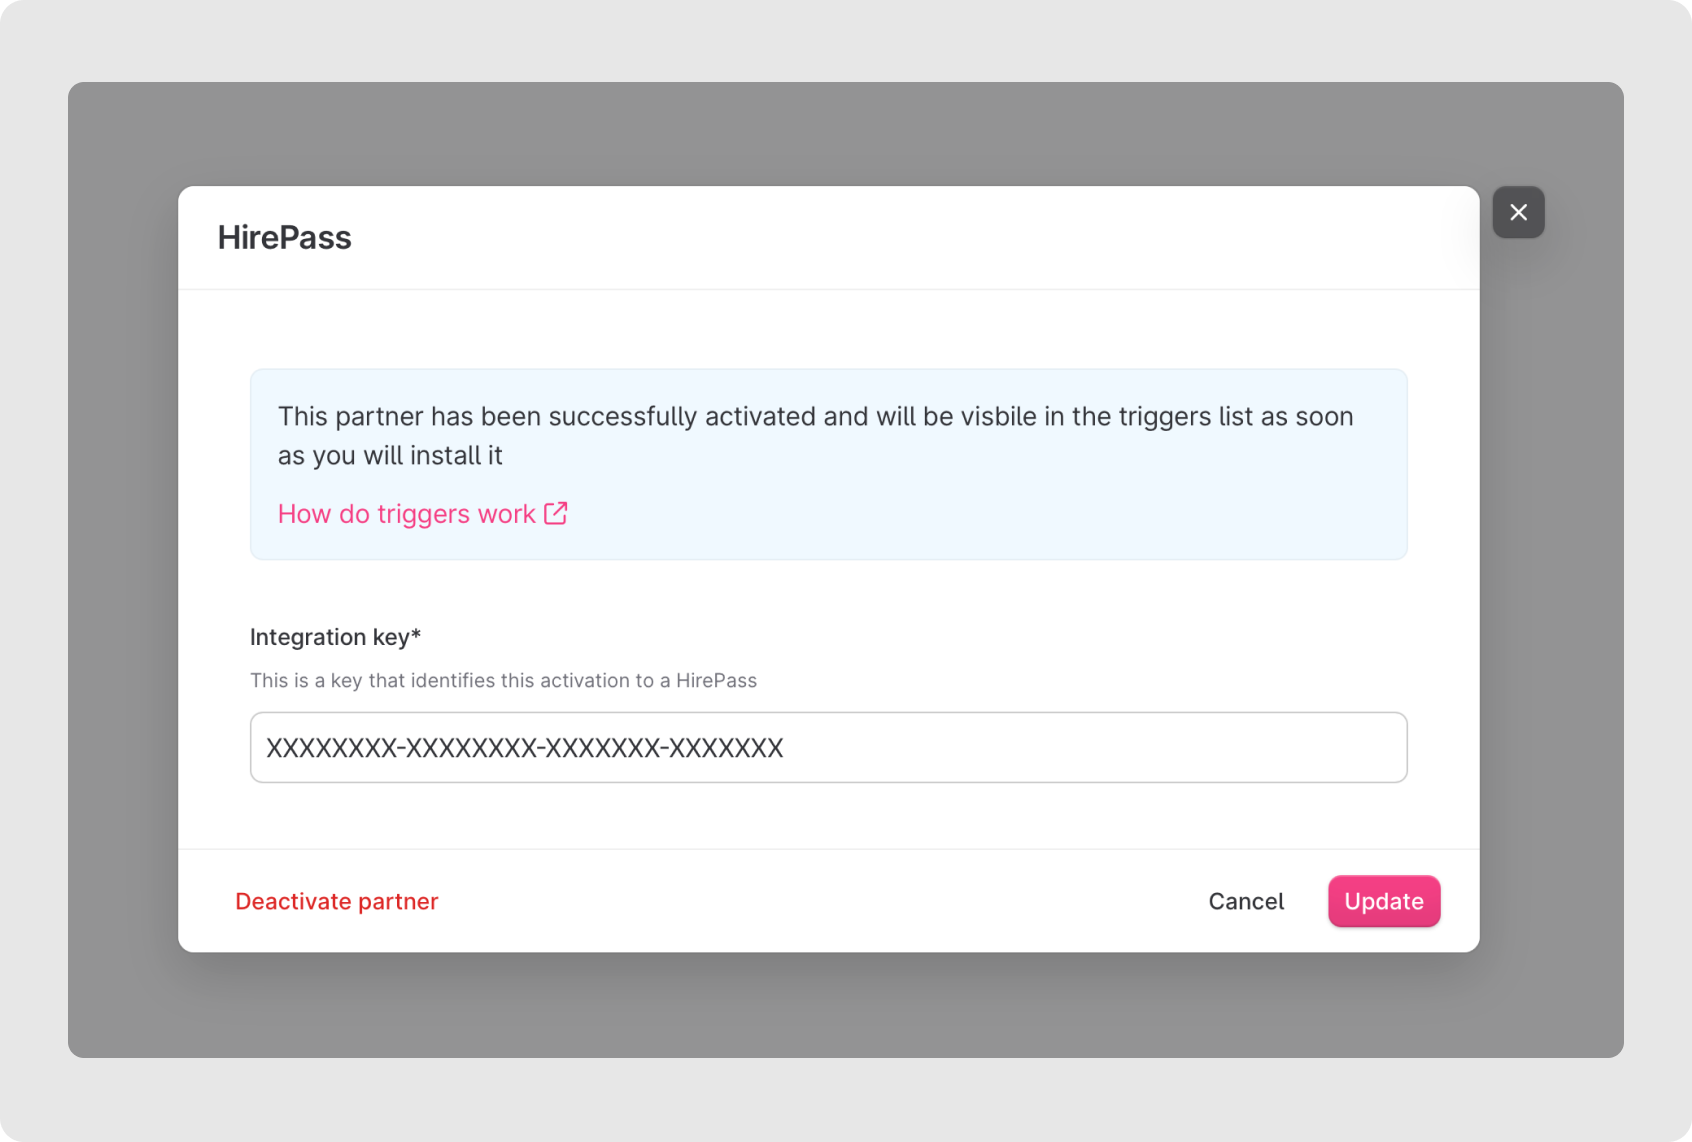 HirePass
This partner has been successfully activated and will be visbile in the triggers list as soon
as you will install it
How do triggers work
Integration key*
This is a key that identifies this activation to a HirePass
XXXXXXXX-XXXXXXXX-XXXXXXX-XXXXXXX
Deactivate partner
Cancel
Update